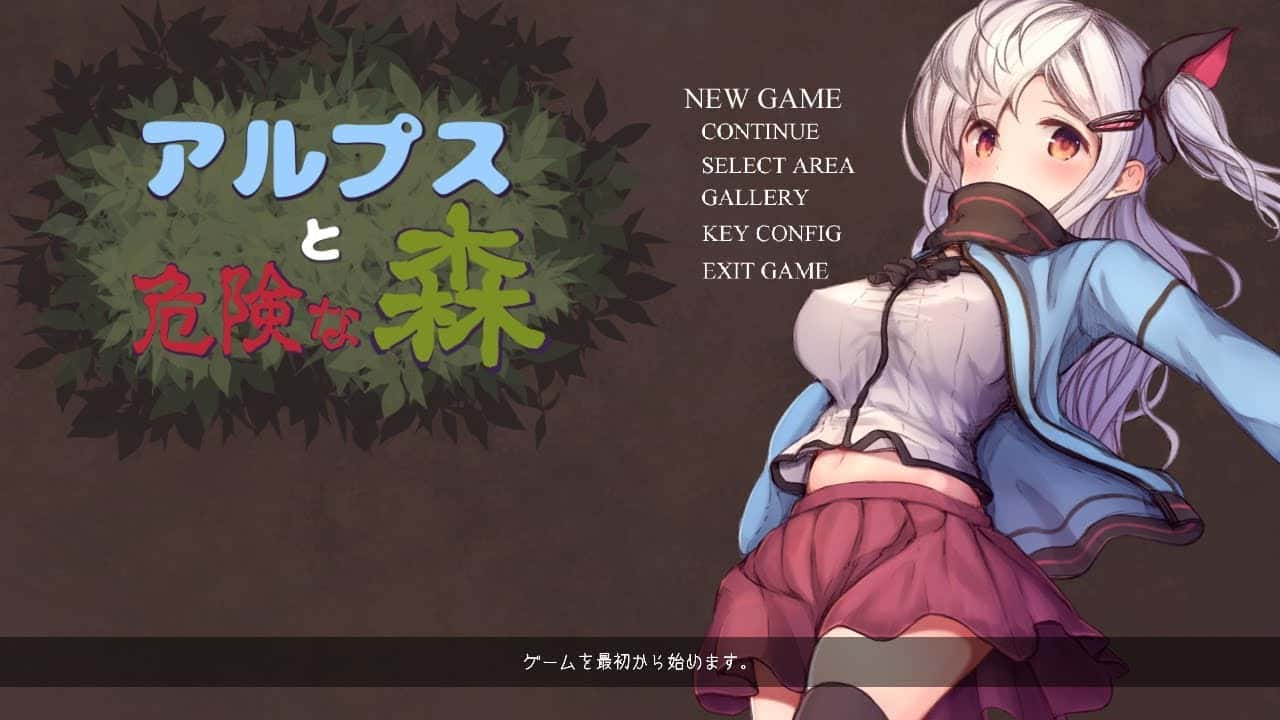 アルプス
と
危険な森
NEW GAME
CONTINUE
SELECT AREA
GALLERY
KEY CONFIG
EXIT GAME
ゲームを最初から始めます。